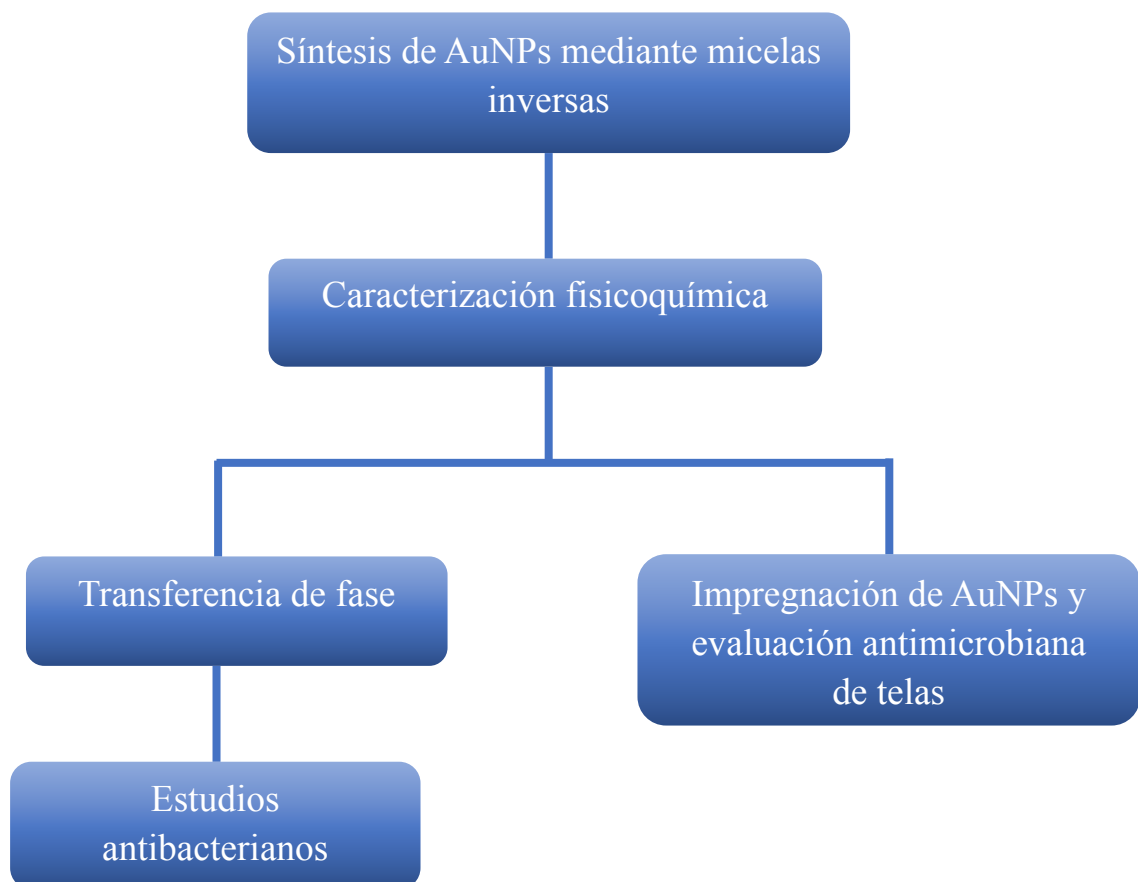 Síntesis de AuNPs mediante micelas
inversas
Caracterización fisicoquímica
Transferencia de fase
Impregnación de AuNPs y
evaluación antimicrobiana
de telas
Estudios
antibacterianos